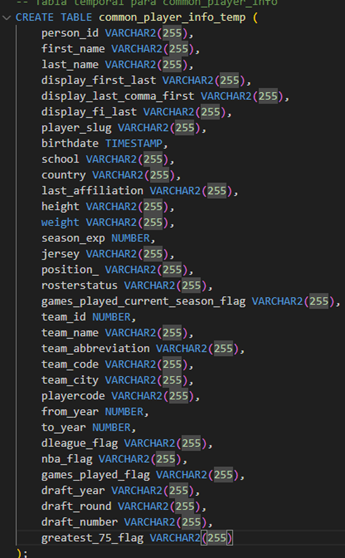 -- Tabla temporal para common_player_info
CREATE TABLE common_player_info_temp (
person_id VARCHAR2(255),
first_name VARCHAR2(255),
last_name VARCHAR2(255),
display_first_last VARCHAR2(255),
display_last_comma_first VARCHAR2(255),
display_fi_last VARCHAR2(255),
player_slug VARCHAR2(255),
birthdate TIMESTAMP,
school VARCHAR2(255),
country VARCHAR2(255),
last_affiliation VARCHAR2(255),
height VARCHAR2(255),
weight VARCHAR2(255),
season_exp NUMBER,
jersey VARCHAR2(255),
position_ VARCHAR2(255),
rosterstatus VARCHAR2(255),
games_played_current_season_flag VARCHAR2(255),
team_id NUMBER,
team_name VARCHAR2(255),
team_abbreviation VARCHAR2(255),
team_code VARCHAR2(255),
team_city VARCHAR2(255),
playercode VARCHAR2(255),
from_year NUMBER,
to_year NUMBER,
dleague_flag VARCHAR2(255),
nba_flag VARCHAR2(255),
games_played_flag VARCHAR2(255),
draft_year VARCHAR2(255),
draft_round VARCHAR2(255),
draft_number VARCHAR2(255),
greatest_75_flag VARCHAR2(255)
);